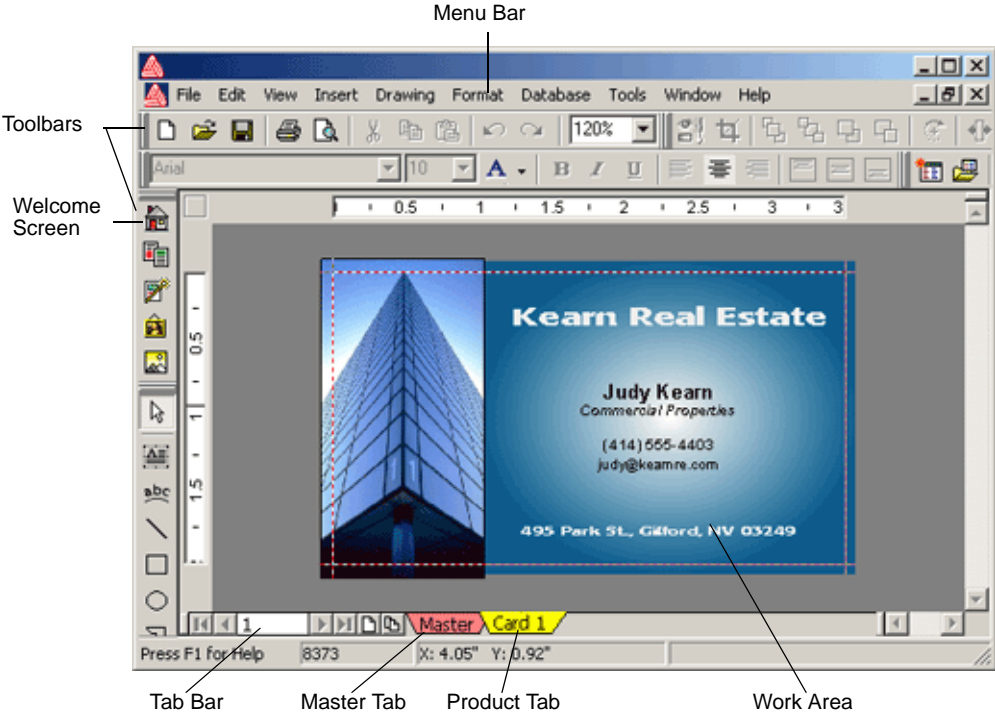 Menu Bar
File Edit View Insert Drawing Format Database Tools Window Help
Toolbars
120%
Arial 10 A B I U
Welcome
Screen
0.5 1 1.5 2 2.5 3 3
0.5
1
1.5
abc
Kearn Real Estate
Judy Kearn
Commercial Properties
(414) 555-4403
judy@kearnre.com
495 Park St., Gilford, NV 03249
1 Master Card 1
Press F1 for Help 8373 X: 4.05" Y: 0.92"
Tab Bar Master Tab Product Tab Work Area